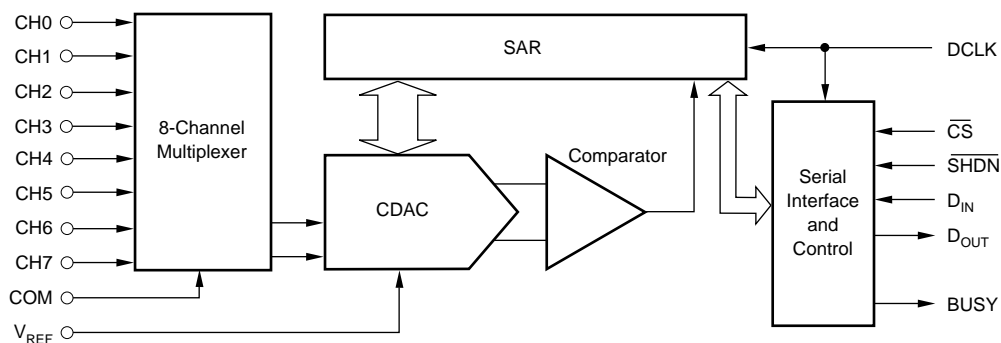 CH0
CH1
CH2
CH3
CH4
CH5
CH6
CH7
COM
VREF
8-Channel
Multiplexer
SAR
CDAC
Comparator
Serial
Interface
and
Control
DCLK
CS
SHDN
DIN
DOUT
BUSY